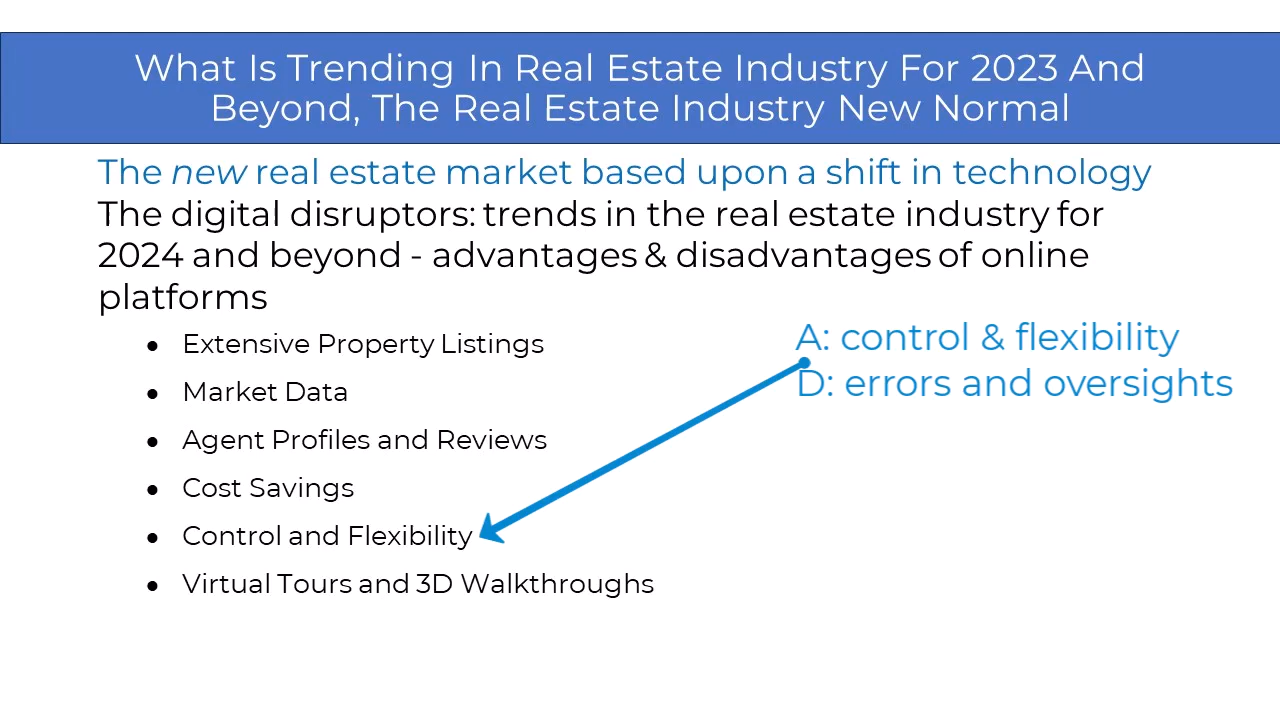 What Is Trending In Real Estate Industry For 2023 And
Beyond, The Real Estate Industry New Normal
The new real estate market based upon a shift in technology
The digital disruptors: trends in the real estate industry for
2024 and beyond - advantages & disadvantages of online
platforms
• Extensive Property Listings
• Market Data
• Agent Profiles and Reviews
• Cost Savings
• Control and Flexibility
• Virtual Tours and 3D Walkthroughs
A: control & flexibility
D: errors and oversights